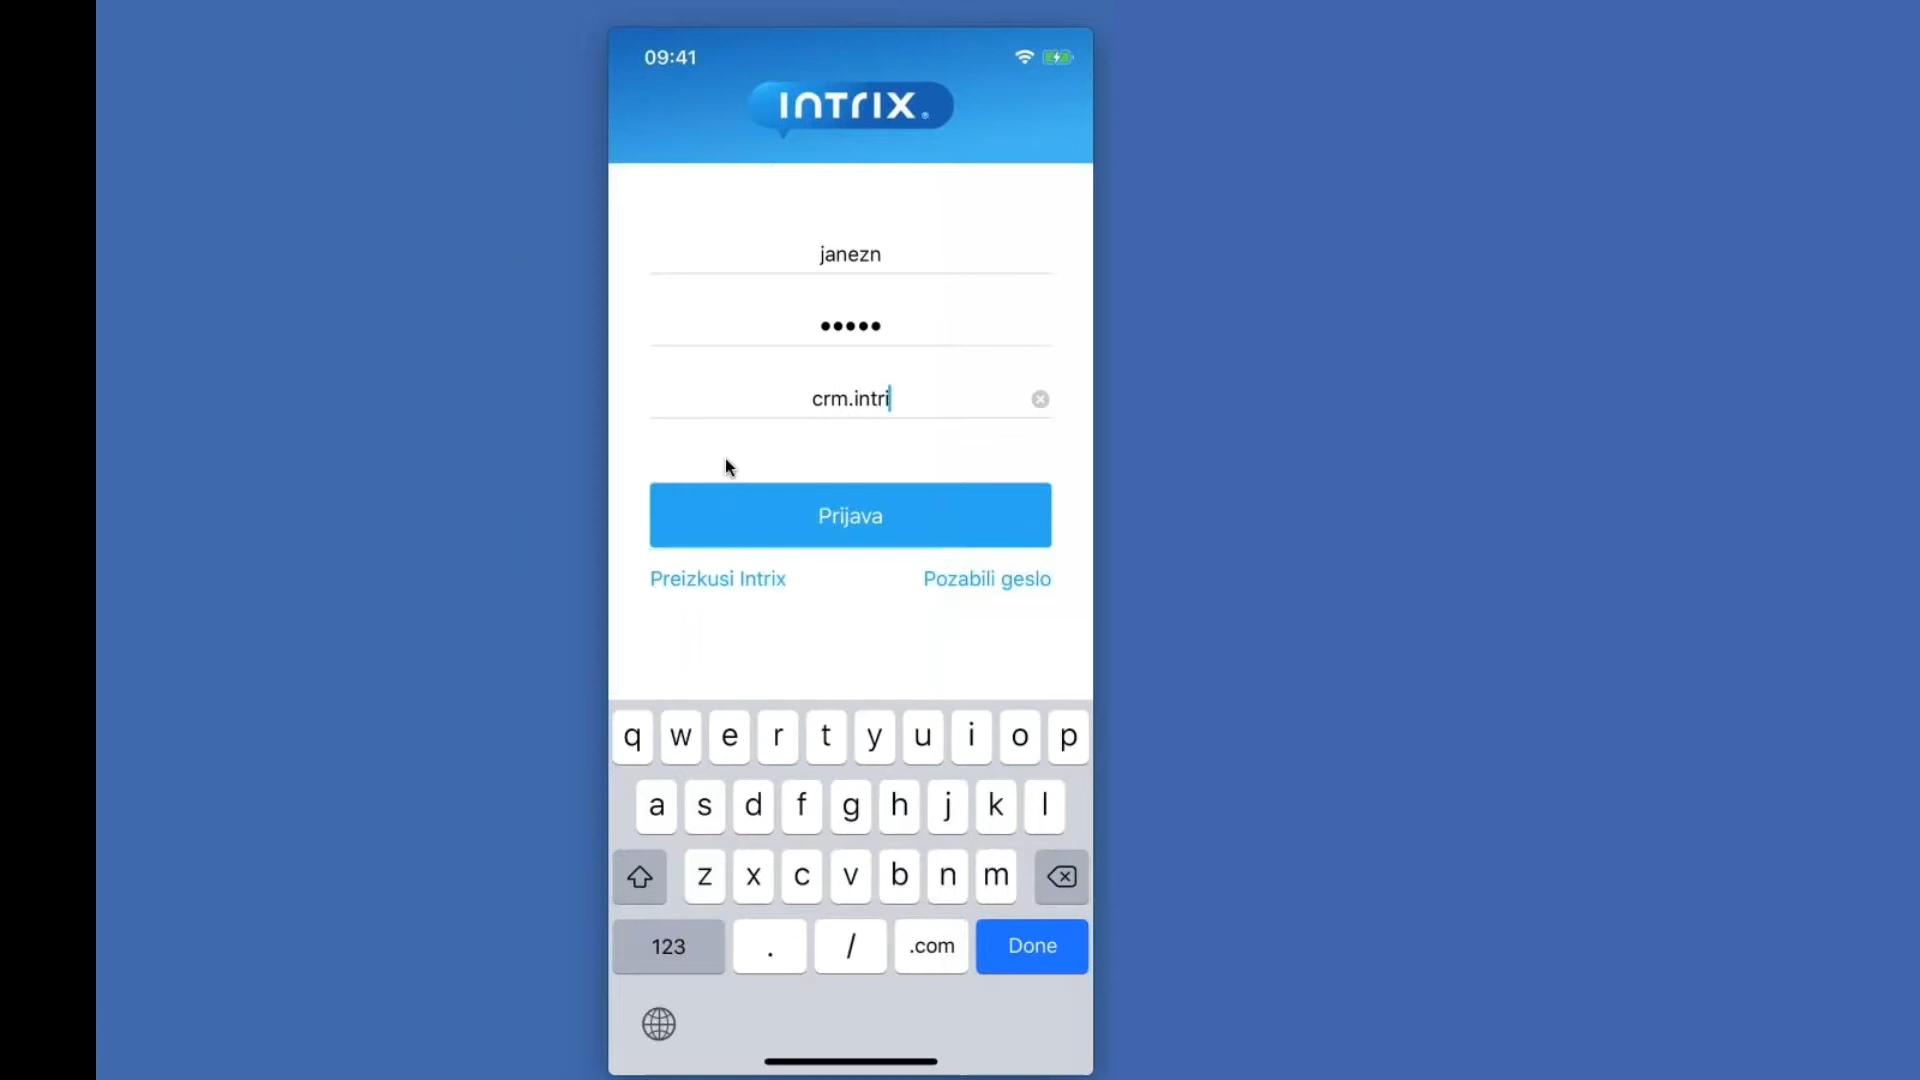 09:41
INTRIX®
janezn
•••••
crm.intri
Prijava
Preizkusi Intrix Pozabili geslo
q w e r t y u i o p
a s d f g h j k l
z x c v b n m
123 . / .com Done